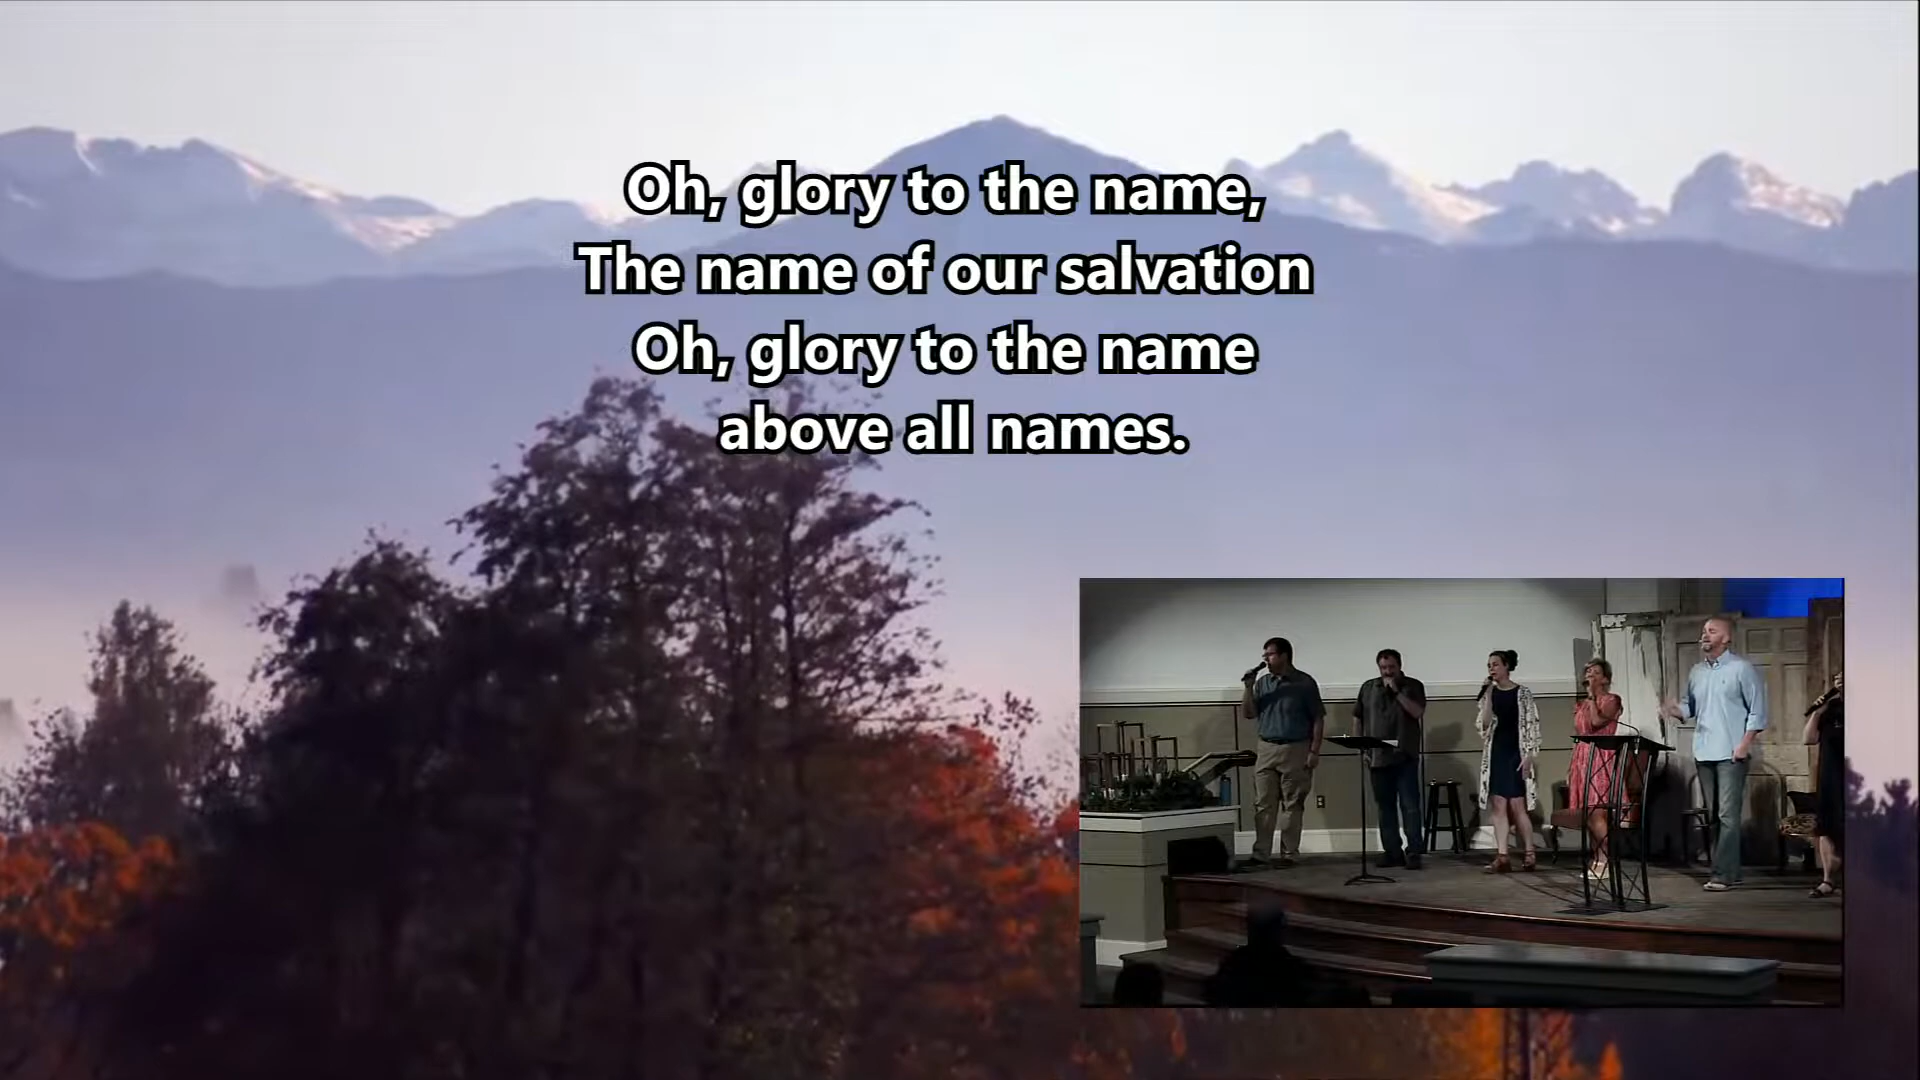 Oh, glory to the name,
The name of our salvation
Oh, glory to the name
above all names.